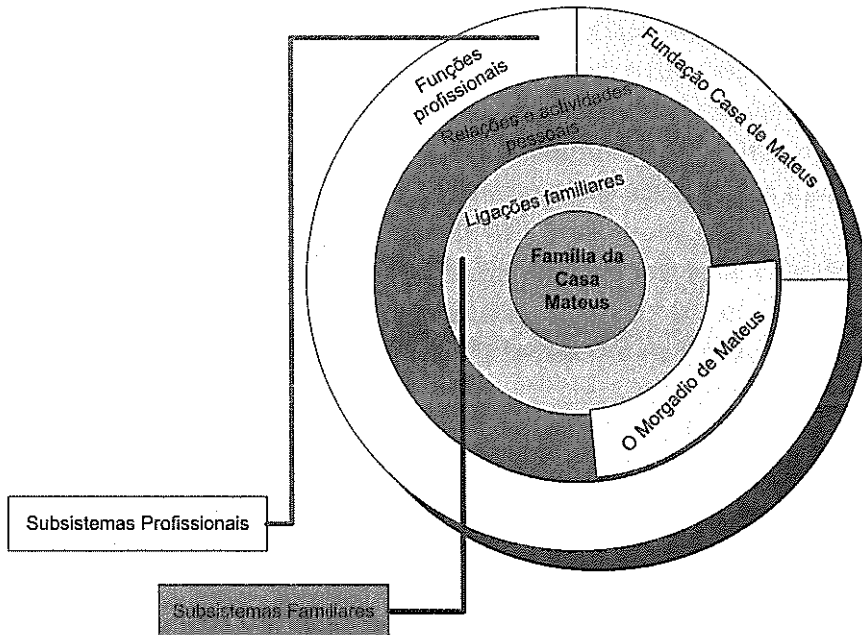 Funções
profissionais
Fundação Casa de Mateus
Relações e actividades
pessoais
Ligações familiares
Família da
Casa
Mateus
O Morgadio de Mateus
Subsistemas Profissionais
Subsistemas Familiares